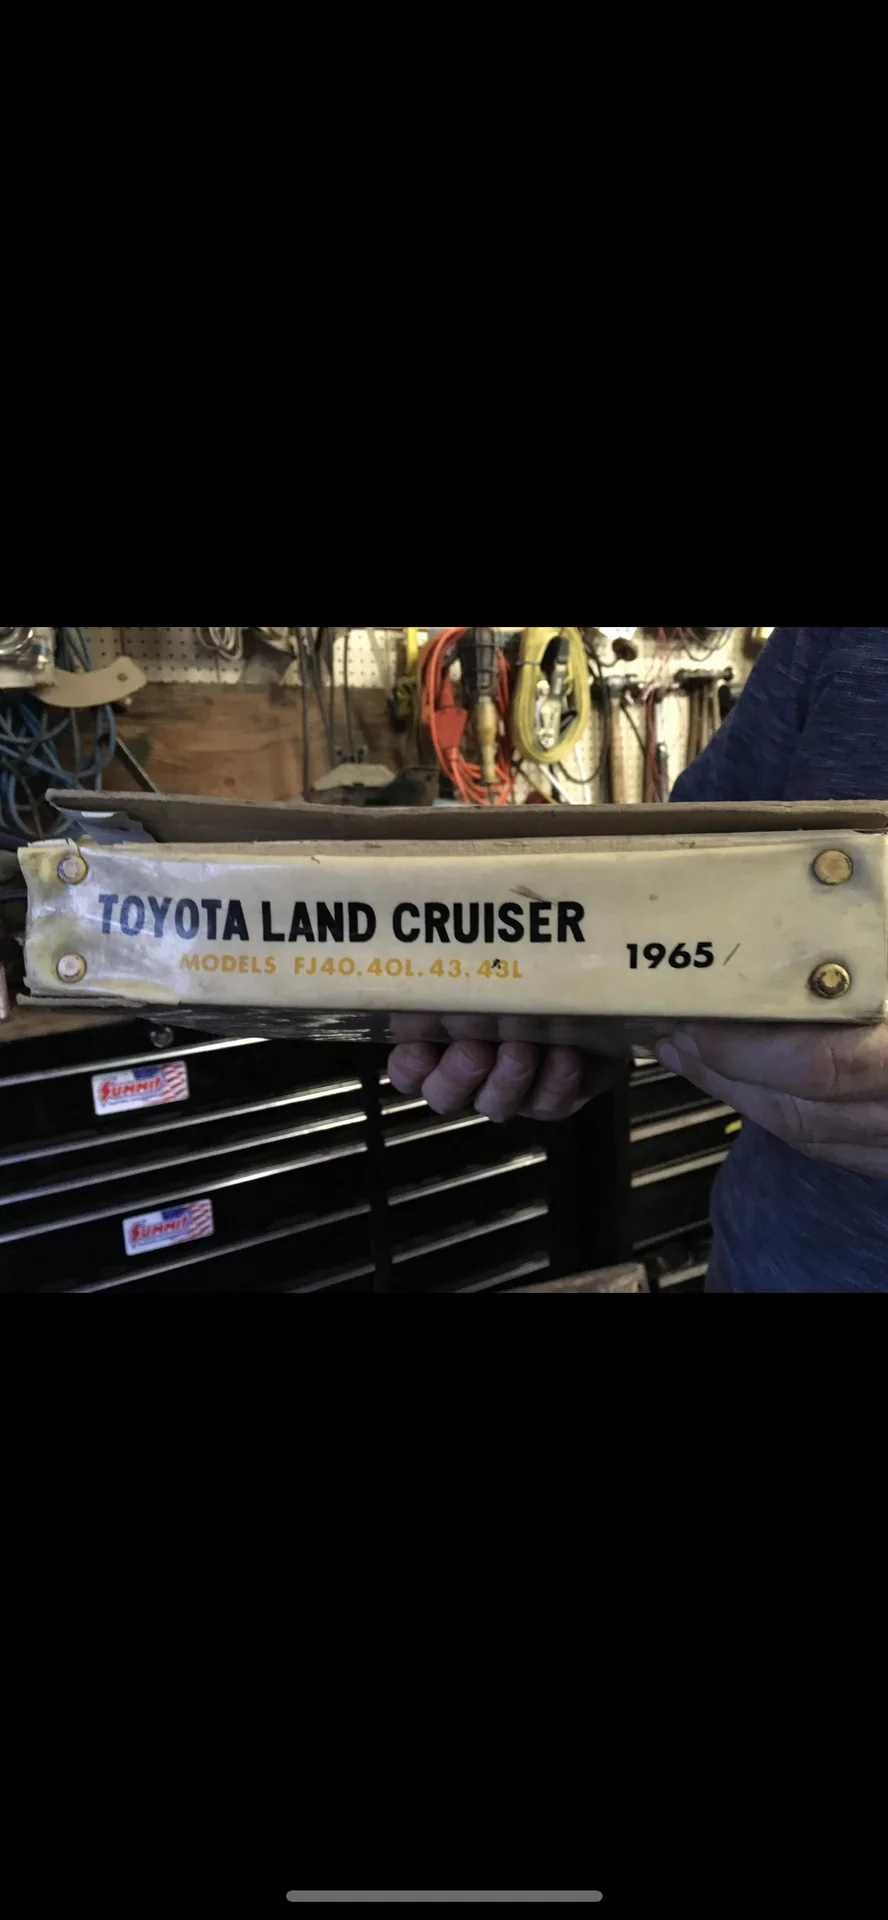 TOYOTA LAND CRUISER
MODELS FJ40.40L.43.43L
1965
SUMMIT
SUMMIT